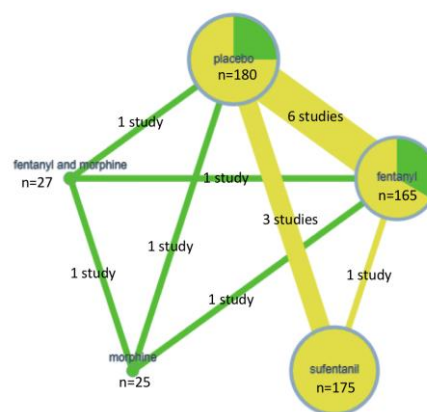 placebo
n=180
1 study
6 studies
fentanyl and morphine
n=27
1 study
fentanyl
n=165
3 studies
1 study
1 study
1 study
1 study
morphine
n=25
sufentanil
n=175